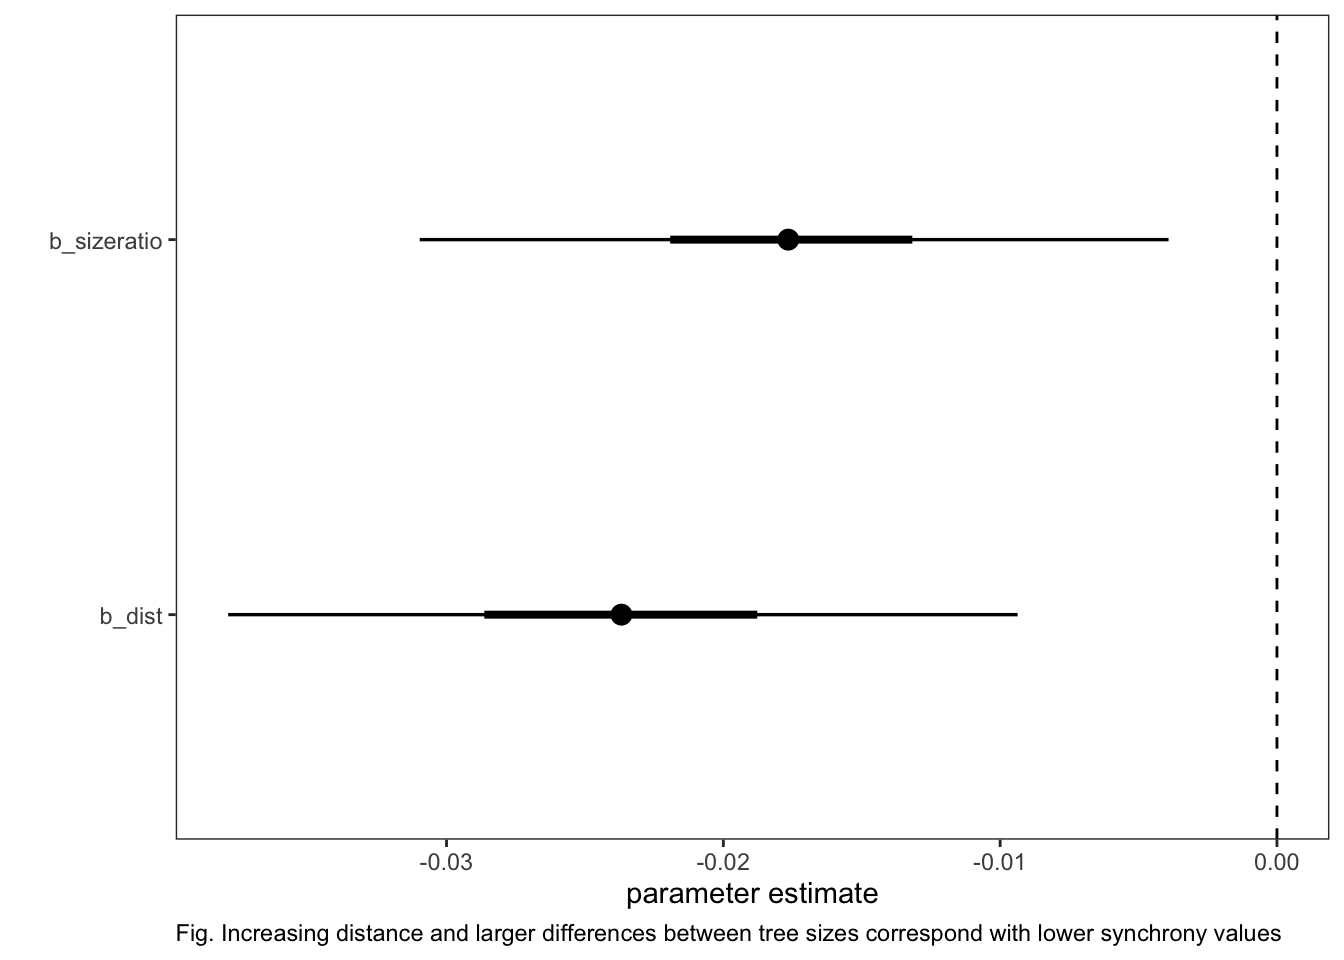 b_sizeratio
b_dist
-0.03 -0.02 -0.01 0.00
parameter estimate
Fig. Increasing distance and larger differences between tree sizes correspond with lower synchrony values